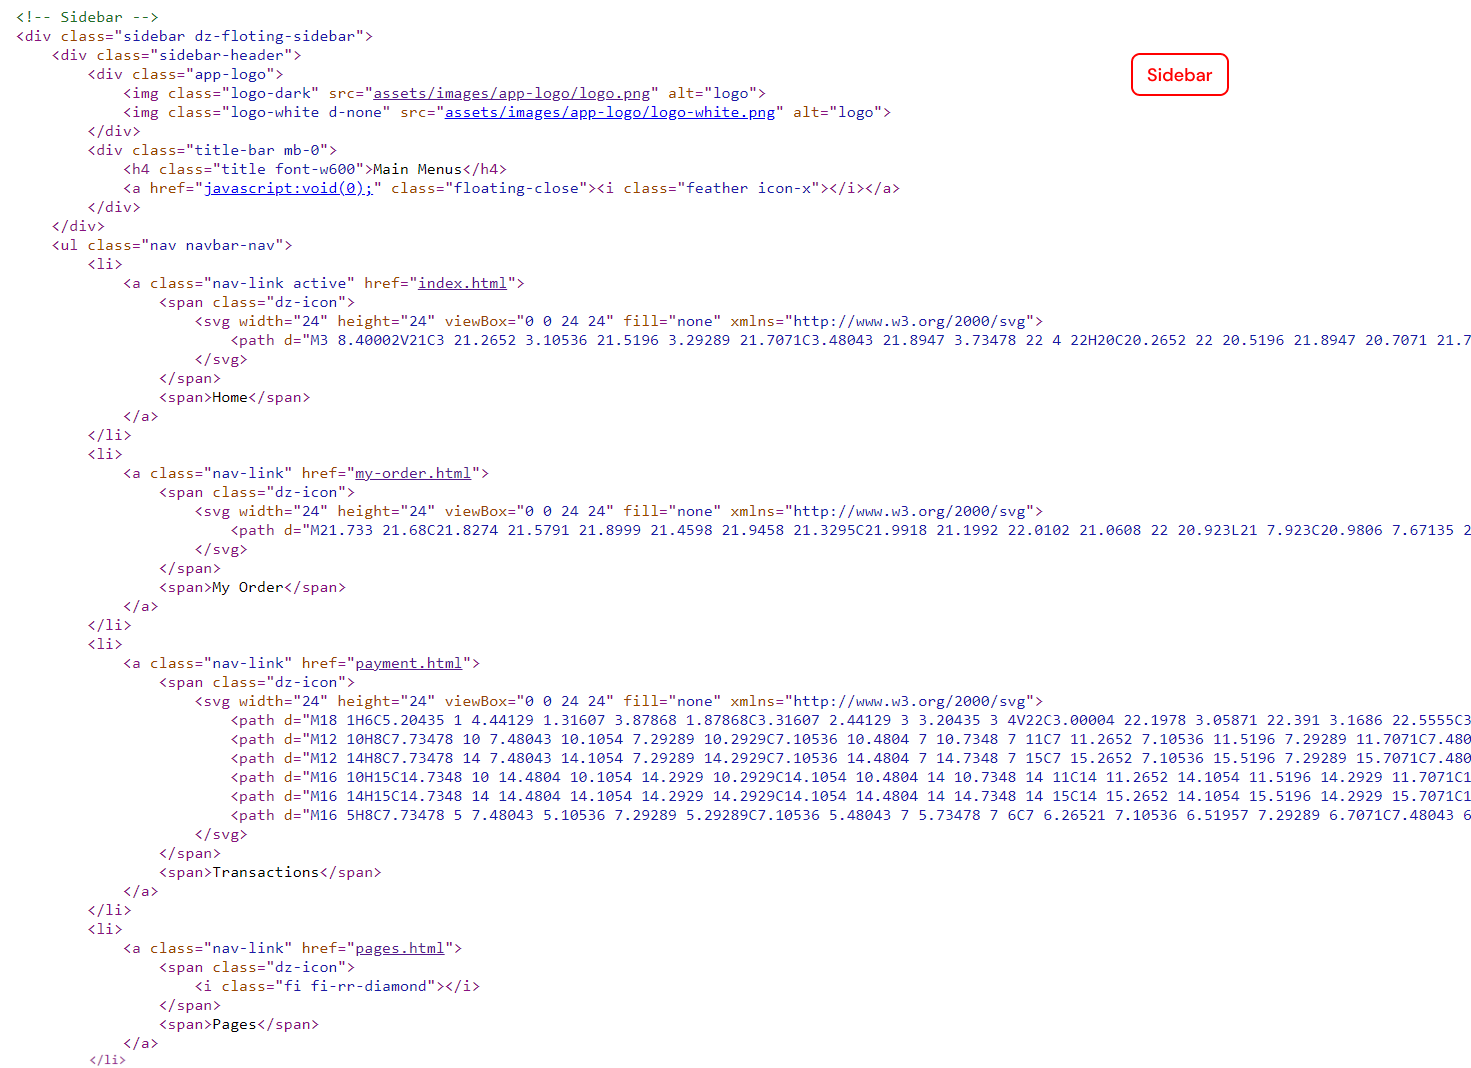 <!-- Sidebar -->
<div class="sidebar dz-floting-sidebar">
<div class="sidebar-header">
Sidebar
<div class="app-logo">
<img class="logo-dark" src="assets/images/app-logo/logo.png" alt="logo">
<img class="logo-white d-none" src="assets/images/app-logo/logo-white.png" alt="logo">
</div>
<div class="title-bar mb-0">
<h4 class="title font-w600">Main Menus</h4>
<a href="javascript:void(0);" class="floating-close"><i class="feather icon-x"></i></a>
</div>
</div>
<ul class="nav navbar-nav">
<li>
<a class="nav-link active" href="index.html">
<span class="dz-icon">
<svg width="24" height="24" viewBox="0 0 24 24" fill="none" xmlns="http://www.w3.org/2000/svg">
<path d="M3 8.40002V21C3 21.2652 3.10536 21.5196 3.29289 21.7071C3.48043 21.8947 3.73478 22 4 22H20C20.2652 22 20.5196 21.8947 20.7071 21.7
</svg>
</span>
<span>Home</span>
</a>
</li>
<li>
<a class="nav-link" href="my-order.html">
<span class="dz-icon">
<svg width="24" height="24" viewBox="0 0 24 24" fill="none" xmlns="http://www.w3.org/2000/svg">
<path d="M21.733 21.68C21.8274 21.5791 21.8999 21.4598 21.9458 21.3295C21.9918 21.1992 22.0102 21.0608 22 20.923L21 7.923C20.9806 7.67135 2
</svg>
</span>
<span>My Order</span>
</a>
</li>
<li>
<a class="nav-link" href="payment.html">
<span class="dz-icon">
<svg width="24" height="24" viewBox="0 0 24 24" fill="none" xmlns="http://www.w3.org/2000/svg">
<path d="M18 1H6C5.20435 1 4.44129 1.31607 3.87868 1.87868C3.31607 2.44129 3 3.20435 3 4V22C3.00004 22.1978 3.05871 22.391 3.1686 22.5555C3
<path d="M12 10H8C7.73478 10 7.48043 10.1054 7.29289 10.2929C7.10536 10.4804 7 10.7348 7 11C7 11.2652 7.10536 11.5196 7.29289 11.7071C7.480
<path d="M12 14H8C7.73478 14 7.48043 14.1054 7.29289 14.2929C7.10536 14.4804 7 14.7348 7 15C7 15.2652 7.10536 15.5196 7.29289 15.7071C7.480
<path d="M16 10H15C14.7348 10 14.4804 10.1054 14.2929 10.2929C14.1054 10.4804 14 10.7348 14 11C14 11.2652 14.1054 11.5196 14.2929 11.7071C1
<path d="M16 14H15C14.7348 14 14.4804 14.1054 14.2929 14.2929C14.1054 14.4804 14 14.7348 14 15C14 15.2652 14.1054 15.5196 14.2929 15.7071C1
<path d="M16 5H8C7.73478 5 7.48043 5.10536 7.29289 5.29289C7.10536 5.48043 7 5.73478 7 6C7 6.26521 7.10536 6.51957 7.29289 6.7071C7.48043 6
</svg>
</span>
<span>Transactions</span>
</a>
</li>
<li>
<a class="nav-link" href="pages.html">
<span class="dz-icon">
<i class="fi fi-rr-diamond"></i>
</span>
<span>Pages</span>
</a>
</li>